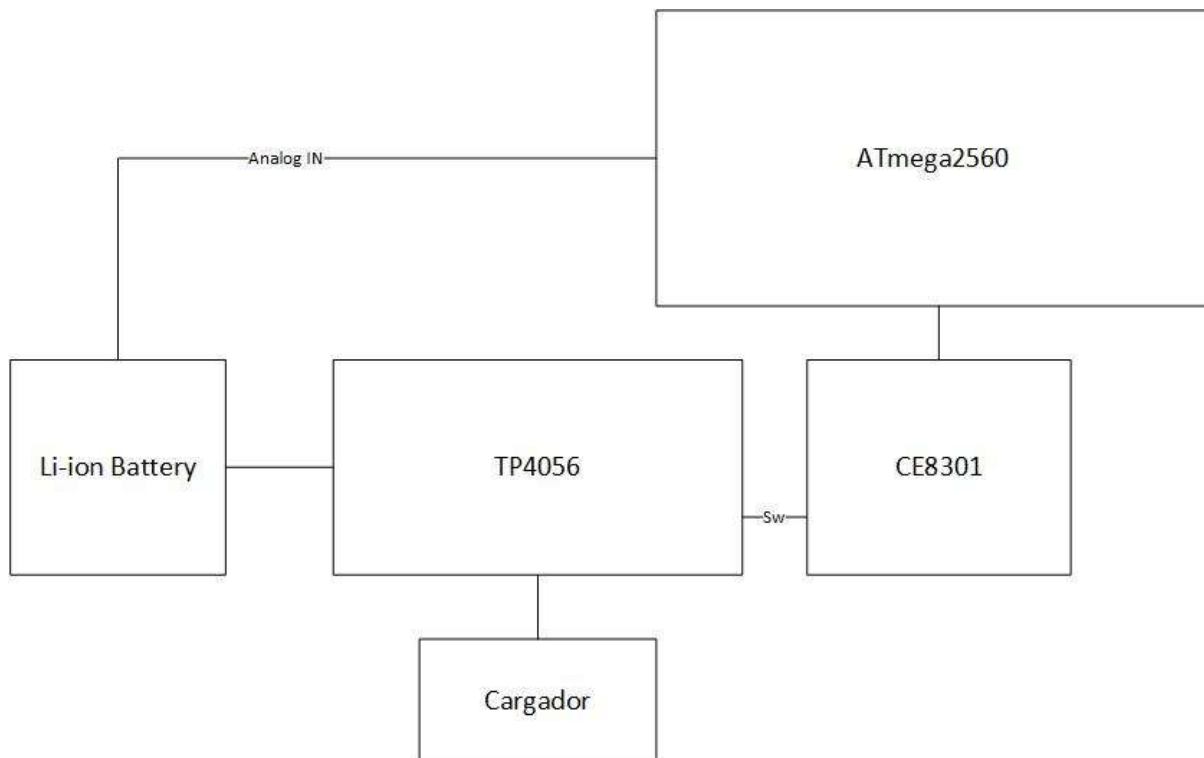 ATmega2560
Analog IN
Li-ion Battery
TP4056
CE8301
Sw
Cargador